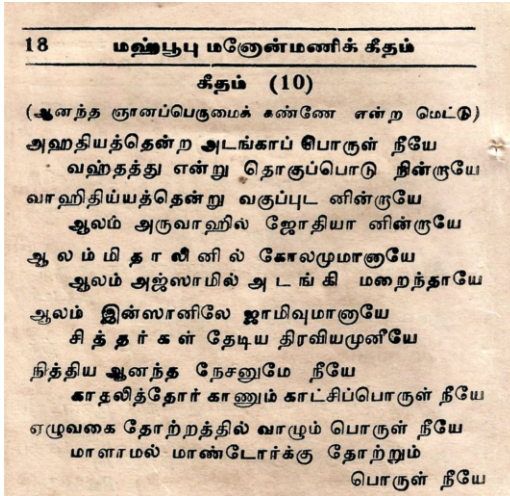 18 மஹ்பூபு மனோன்மணிக் கீதம்
கீதம் (10)
(ஆனந்த ஞானப்பெருமைக் கண்ணே என்ற மெட்டு)
அஹதியத்தென்ற அடங்காப் பொருள் நீயே
வஹ்தத்து என்று தொகுப்பொடு நின்றாயே
வாஹிதிய்யத்தென்று வகுப்புட னின்றாயே
ஆலம் அருவாஹில் ஜோதியா னின்றாயே
ஆலம்மிதாலினில் கோலமுமானாயே
ஆலம் அஜ்ஸாமில் அடங்கி மறைந்தாயே
ஆலம் இன்ஸானிலே ஜாமிவுமானாயே
சித்தர்கள் தேடிய திரவியமுனீயே
நித்திய ஆனந்த நேசனுமே நீயே
காதலித்தோர் காணும் காட்சிப்பொருள் நீயே
ஏழுவகை தோற்றத்தில் வாழும் பொருள் நீயே
மாளாமல் மாண்டோர்க்கு தோற்றும்
பொருள் நீயே